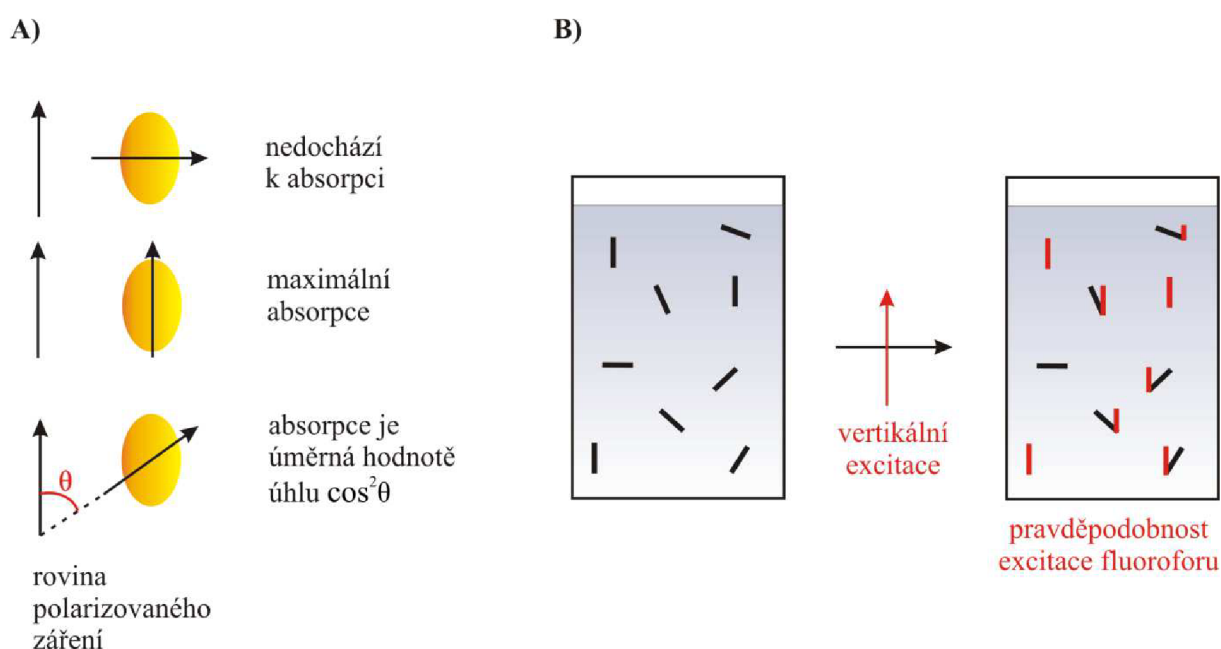 A)
nedochází
k absorpci
maximální
absorpce
θ
absorpce je
úměrná hodnotě
úhlu cos²θ
rovina
polarizovaného
záření
B)
vertikální
excitace
pravděpodobnost
excitace fluoroforu